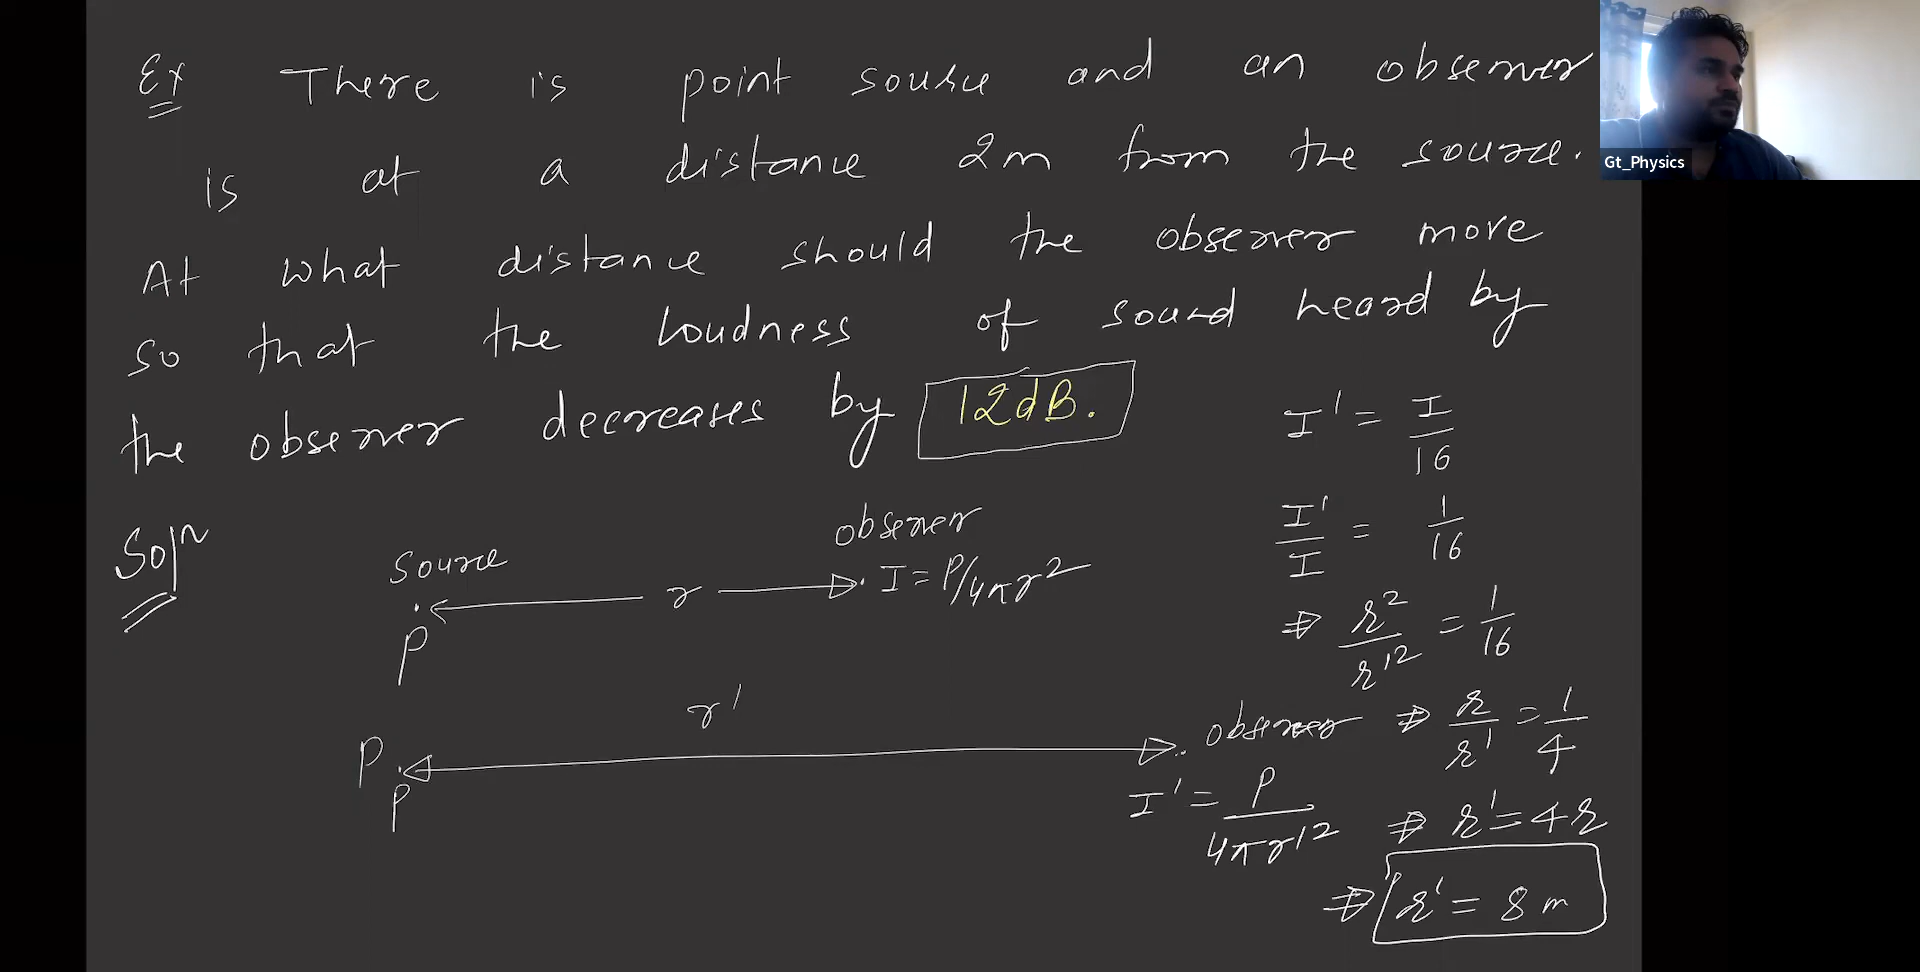 Ex There is point sourse and an observer
is at a distance 2m from the source.
At what distance should the observer move
so that the loudness of sound heard by
the observer decreases by 12dB.
Soln
Source
P
r
observer
I = P/4πr²
P
P
r'
observer
I' = P/4πr'²
I' = I/16
I'/I = 1/16
⇒ r²/r'² = 1/16
⇒ r/r' = 1/4
⇒ r' = 4r
⇒ r' = 8 m
Gt_Physics